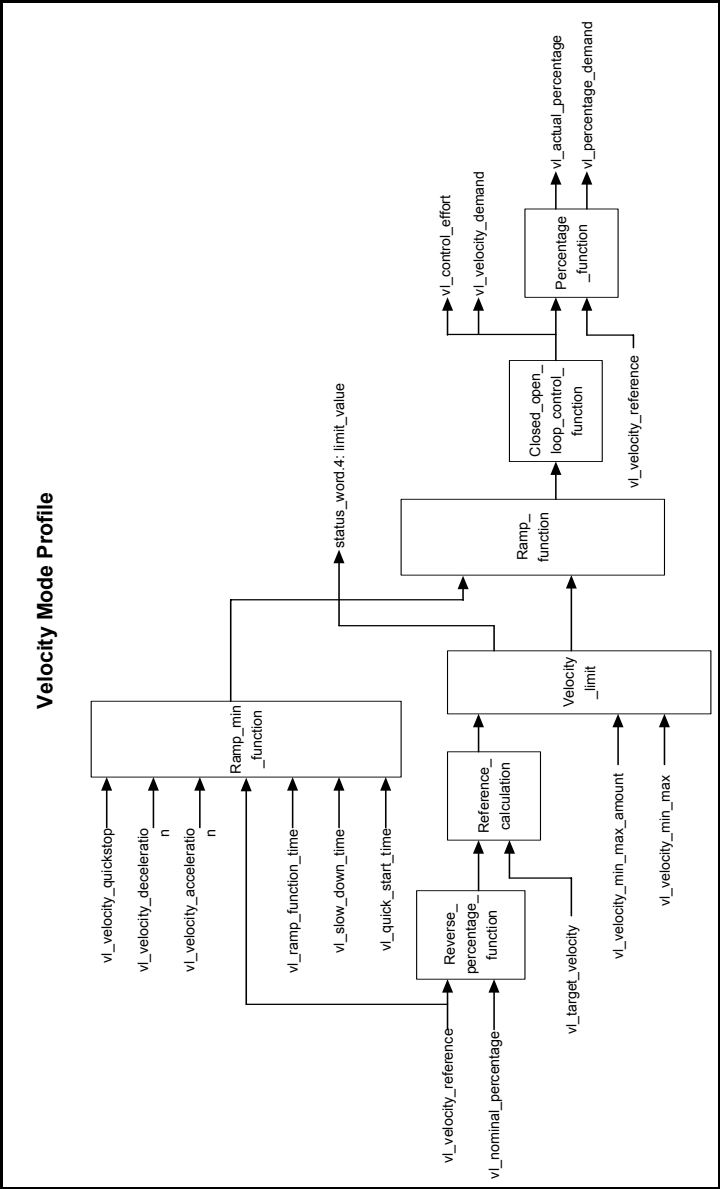 Velocity Mode Profile
vl_velocity_quickstop
vl_velocity_deceleratio
n
vl_velocity_acceleratio
n
vl_ramp_function_time
vl_slow_down_time
vl_quick_start_time
Ramp_min
_function
status_word.4: limit_value
vl_velocity_reference
vl_nominal_percentage
Reverse_
percentage_
function
vl_target_velocity
Reference_
calculation
vl_velocity_min_max_amount
vl_velocity_min_max
Velocity
_limit
Ramp_
function
Closed_open_
loop_control_
function
vl_control_effort
vl_velocity_demand
vl_velocity_reference
Percentage
_function
vl_actual_percentage
vl_percentage_demand